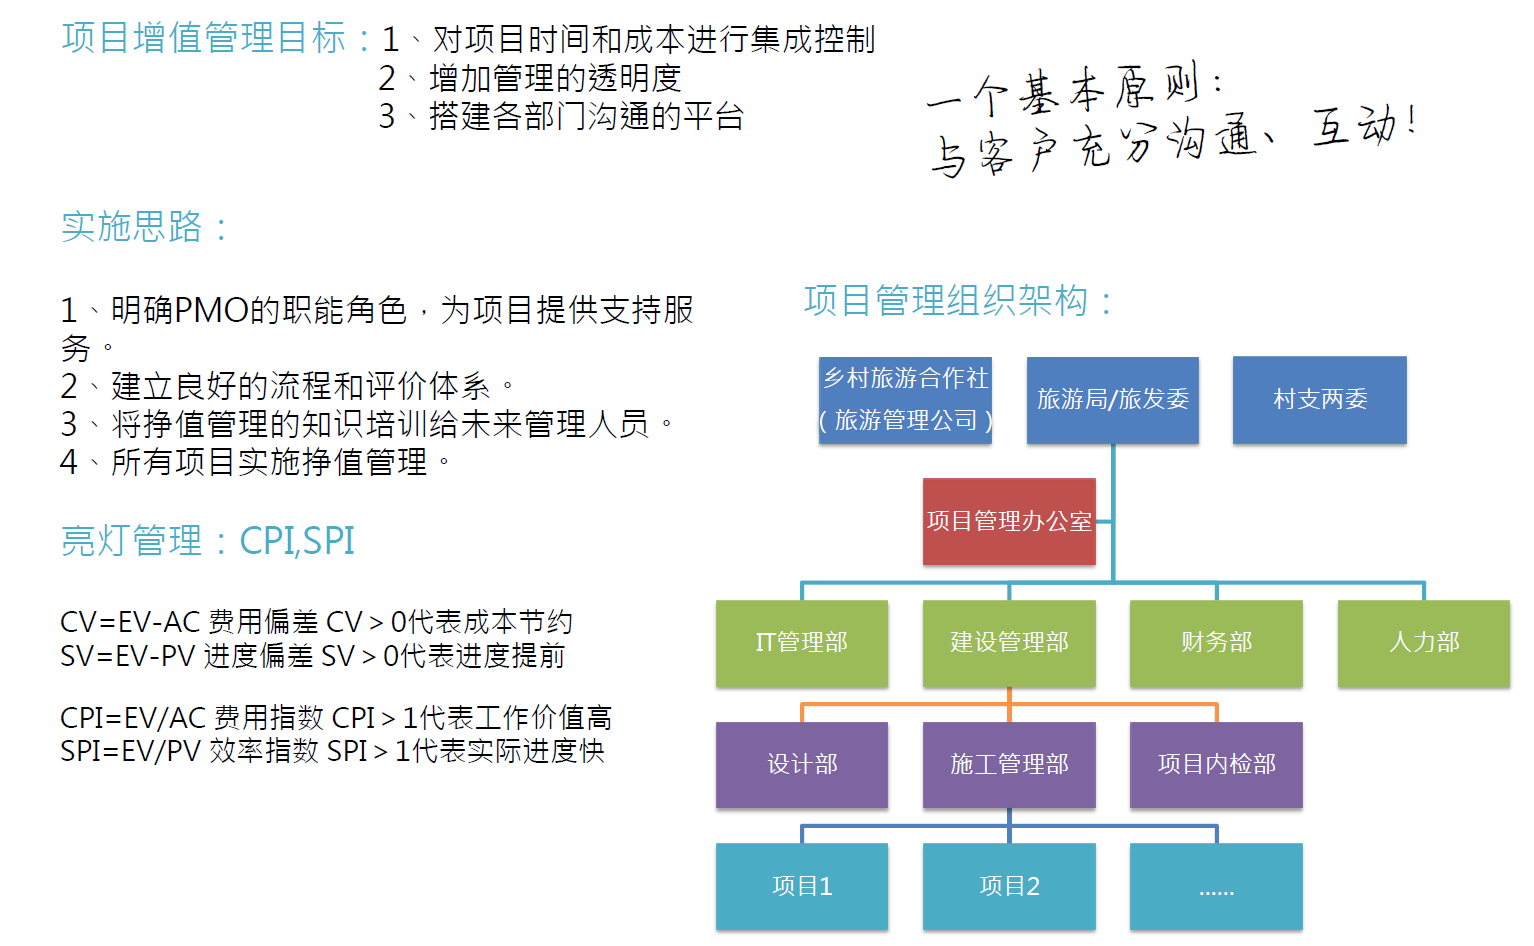 项目增值管理目标：1、对项目时间和成本进行集成控制
2、增加管理的透明度
3、搭建各部门沟通的平台
一个基本原则：
与客户充分沟通、互动！
实施思路：
1、明确PMO的职能角色，为项目提供支持服
务。
2、建立良好的流程和评价体系。
3、将挣值管理的知识培训给未来管理人员。
4、所有项目实施挣值管理。
亮灯管理：CPI,SPI
CV=EV-AC 费用偏差 CV＞0代表成本节约
SV=EV-PV 进度偏差 SV＞0代表进度提前
CPI=EV/AC 费用指数 CPI＞1代表工作价值高
SPI=EV/PV 效率指数 SPI＞1代表实际进度快
项目管理组织架构：
乡村旅游合作社
（旅游管理公司）
旅游局/旅发委
村支两委
项目管理办公室
IT管理部
建设管理部
财务部
人力部
设计部
施工管理部
项目内检部
项目1
项目2
......